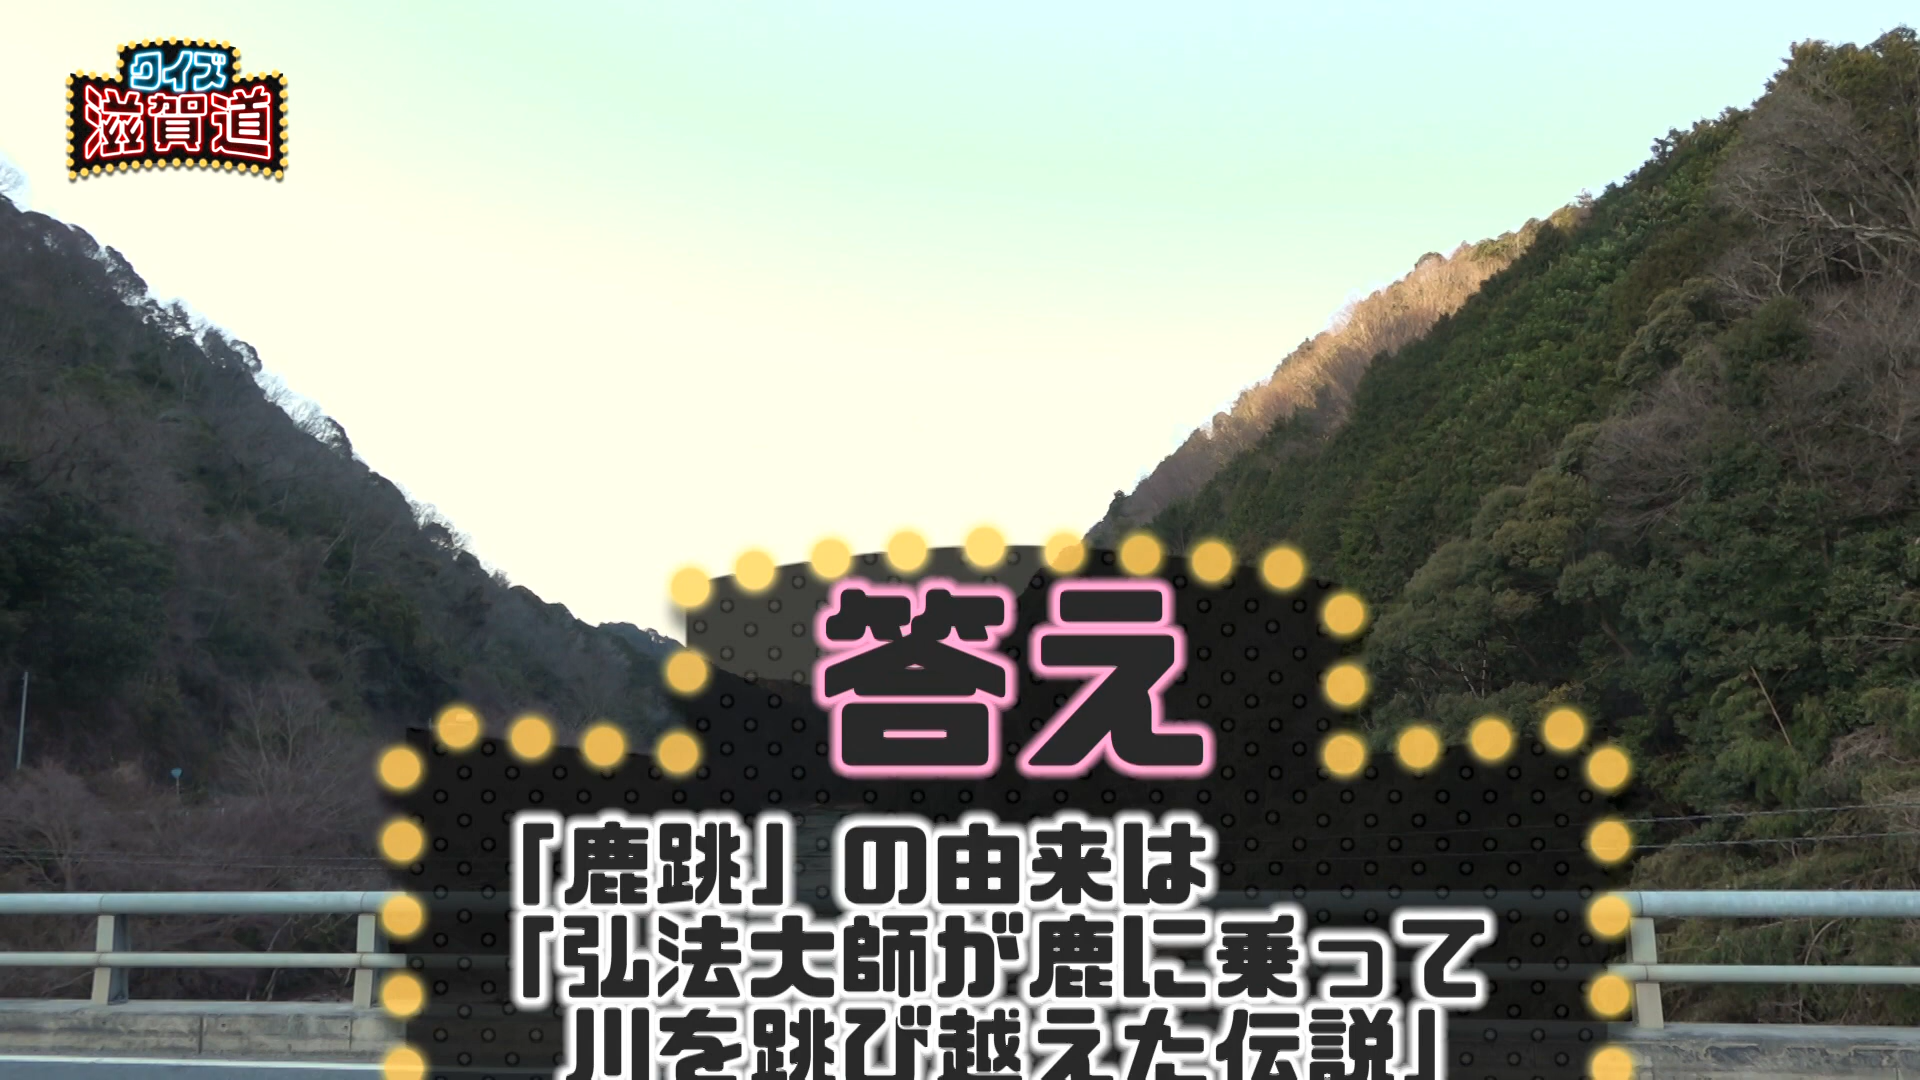 クイズ
滋賀道
答え
「鹿跳」の由来は
「弘法大師が鹿に乗って
川を跳び越えた伝説」